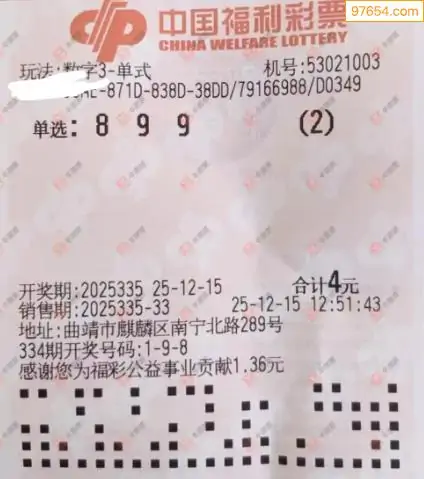 97654.com
中国福利彩票
CHINA WELFARE LOTTERY
玩法:数字3-单式 机号:53021003
-871D-838D-38DD/79166988/D0349
单选: 8 9 9 (2)
开奖期:2025335 25-12-15 合计4元
销售期:2025335-33 25-12-15 12:51:43
地址:曲靖市麒麟区南宁北路289号
334期开奖号码:1-9-8
感谢您为福彩公益事业贡献1.36元